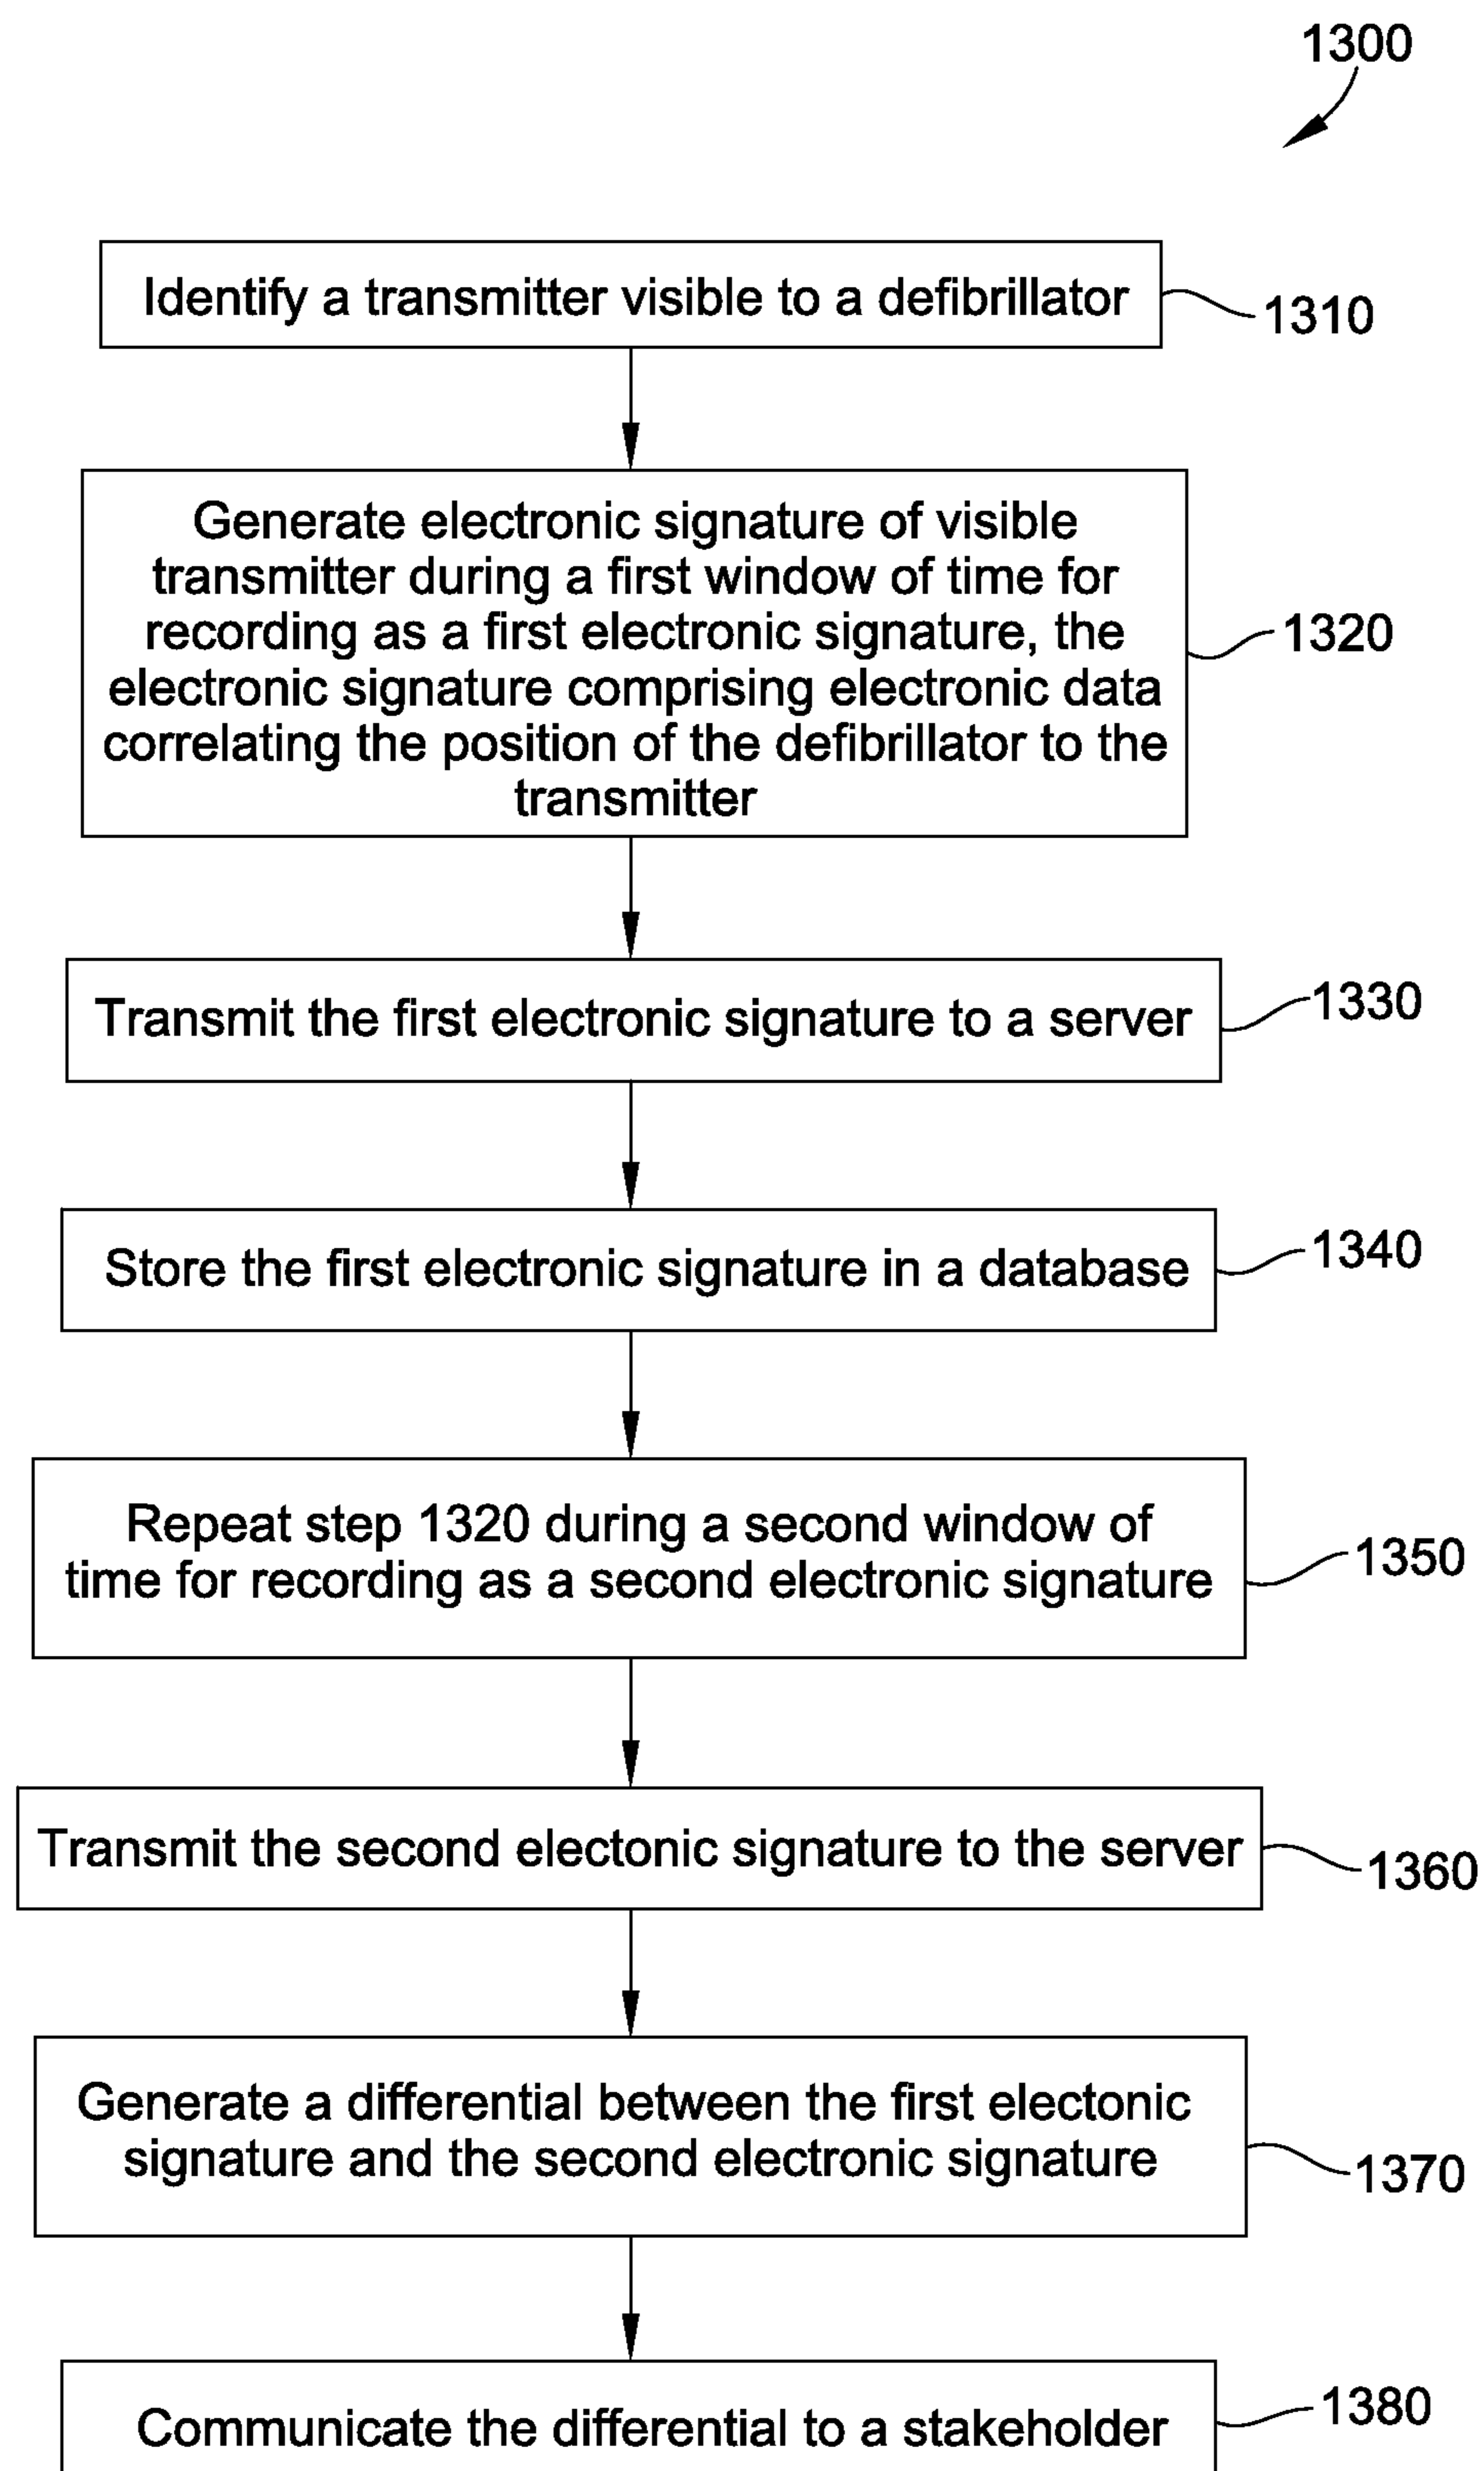 1300
Identify a transmitter visible to a defibrillator
1310
Generate electronic signature of visible
transmitter during a first window of time for
recording as a first electronic signature, the
electronic signature comprising electronic data
correlating the position of the defibrillator to the
transmitter
1320
Transmit the first electronic signature to a server
1330
Store the first electronic signature in a database
1340
Repeat step 1320 during a second window of
time for recording as a second electronic signature
1350
Transmit the second electonic signature to the server
1360
Generate a differential between the first electonic
signature and the second electronic signature
1370
Communicate the differential to a stakeholder
1380